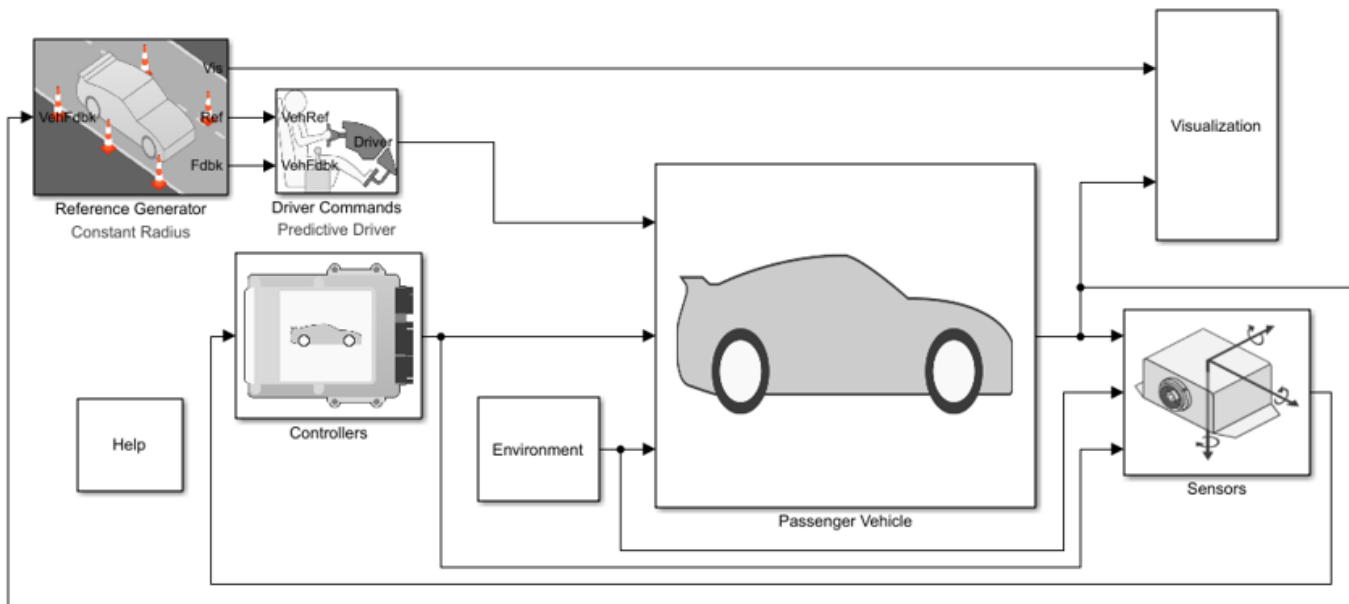 Vis
VehFdbk
Ref
Fdbk
Reference Generator
Constant Radius
VehRef
Driver
VehFdbk
Driver Commands
Predictive Driver
Visualization
Controllers
Help
Environment
Passenger Vehicle
Sensors